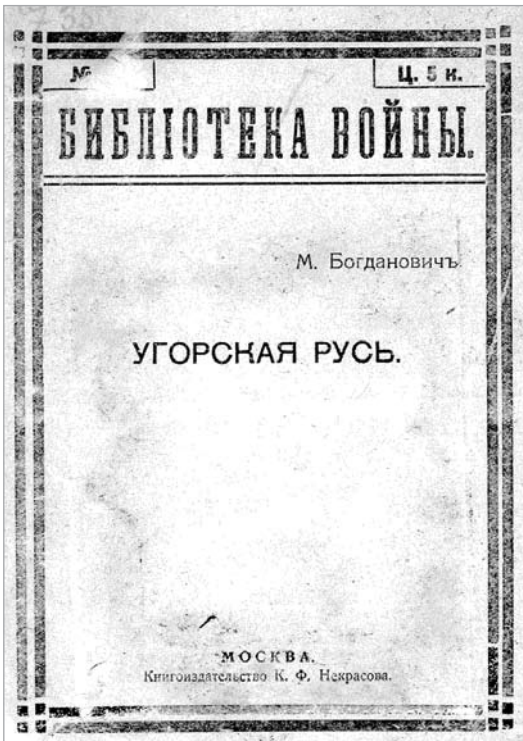 №
Ц. 5 к.
БИБЛІОТЕКА ВОЙНЫ.
М. Богдановичъ
УГОРСКАЯ РУСЬ.
МОСКВА.
Книгоиздательство К. Ф. Некрасова.